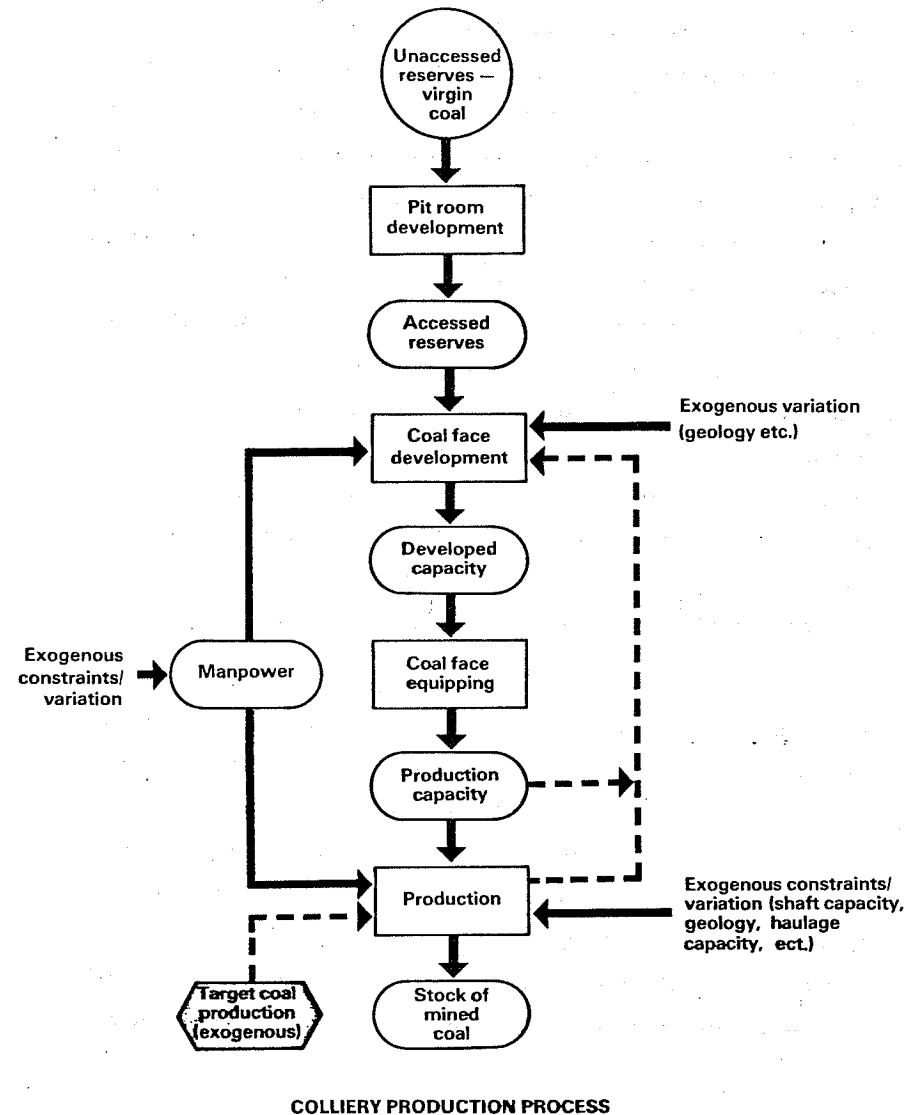 Unaccessed
reserves —
virgin
coal
Pit room
development
Accessed
reserves
Exogenous variation
(geology etc.)
Coal face
development
Developed
capacity
Exogenous
constraints/
variation
Manpower
Coal face
equipping
Production
capacity
Production
Exogenous constraints/
variation (shaft capacity,
geology, haulage
capacity, ect.)
Target coal
production
(exogenous)
Stock of
mined
coal
COLLIERY PRODUCTION PROCESS